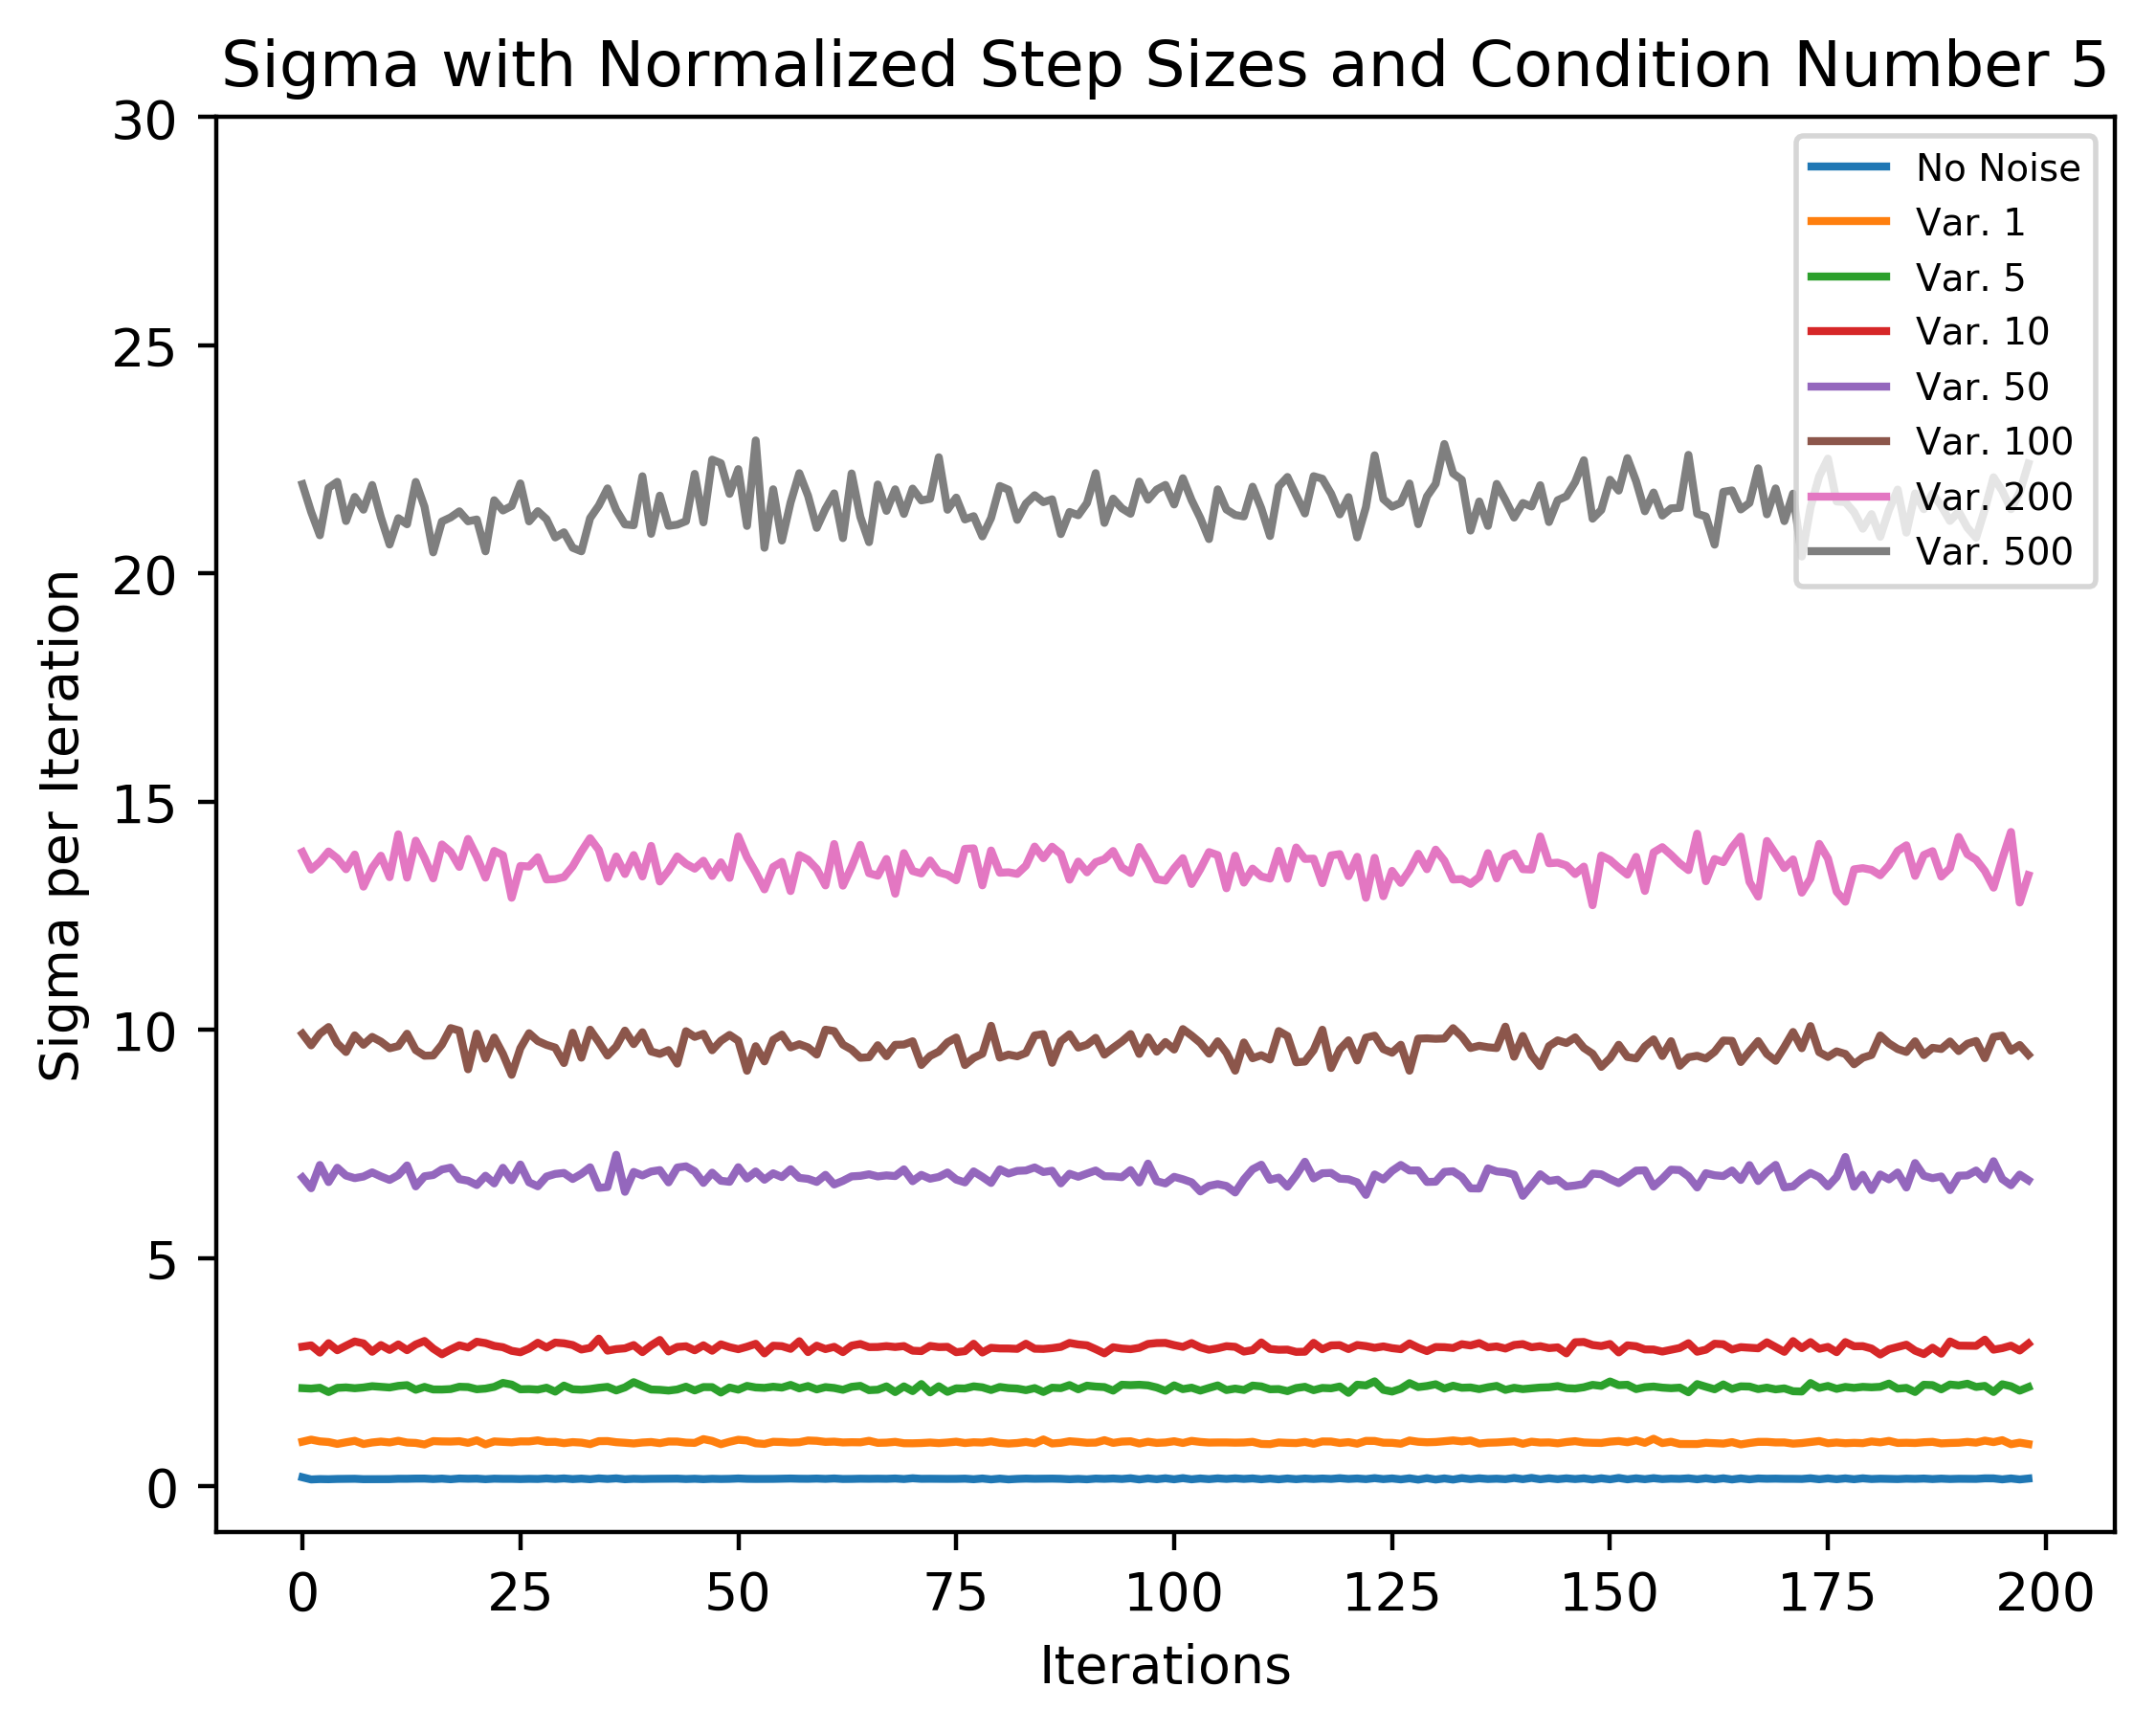 Sigma with Normalized Step Sizes and Condition Number 5
30
25
20
15
10
5
0
Sigma per Iteration
No Noise
Var. 1
Var. 5
Var. 10
Var. 50
Var. 100
Var. 200
Var. 500
0 25 50 75 100 125 150 175 200
Iterations